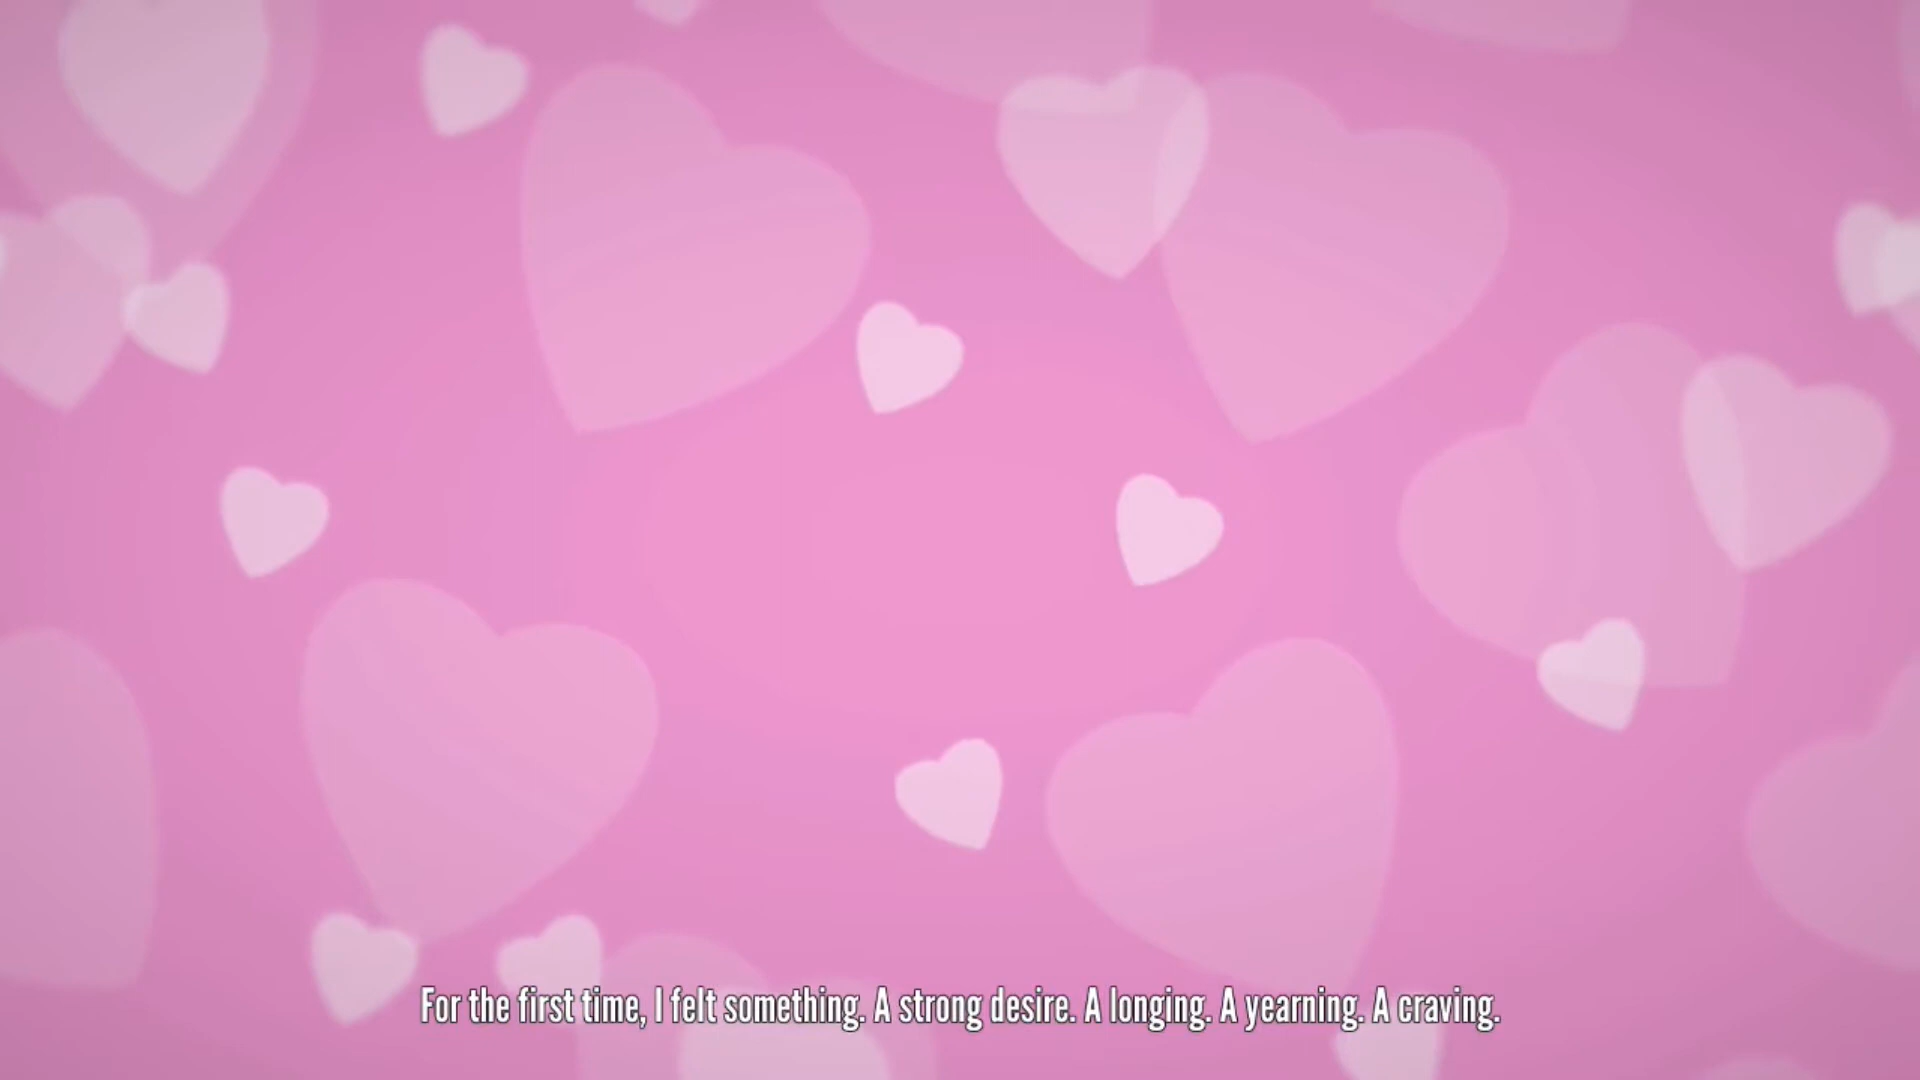 For the first time, I felt something. A strong desire. A longing. A yearning. A craving.